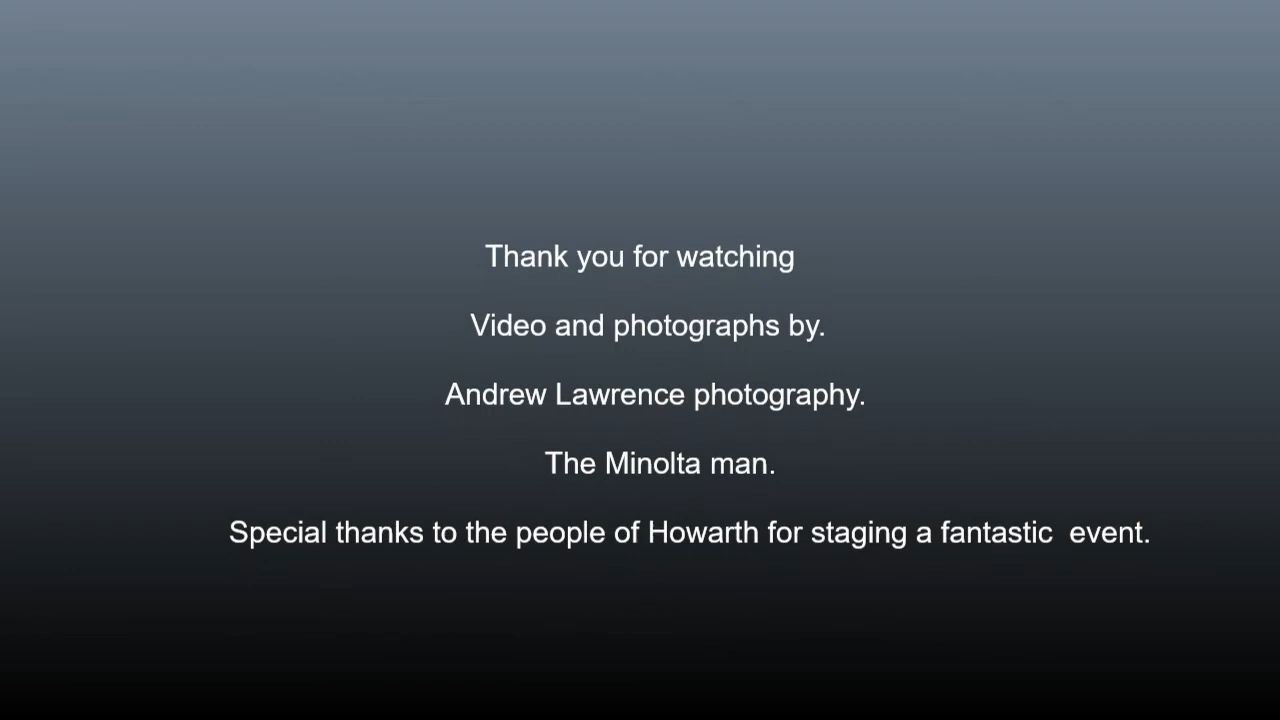 Thank you for watching
Video and photographs by.
Andrew Lawrence photography.
The Minolta man.
Special thanks to the people of Howarth for staging a fantastic  event.